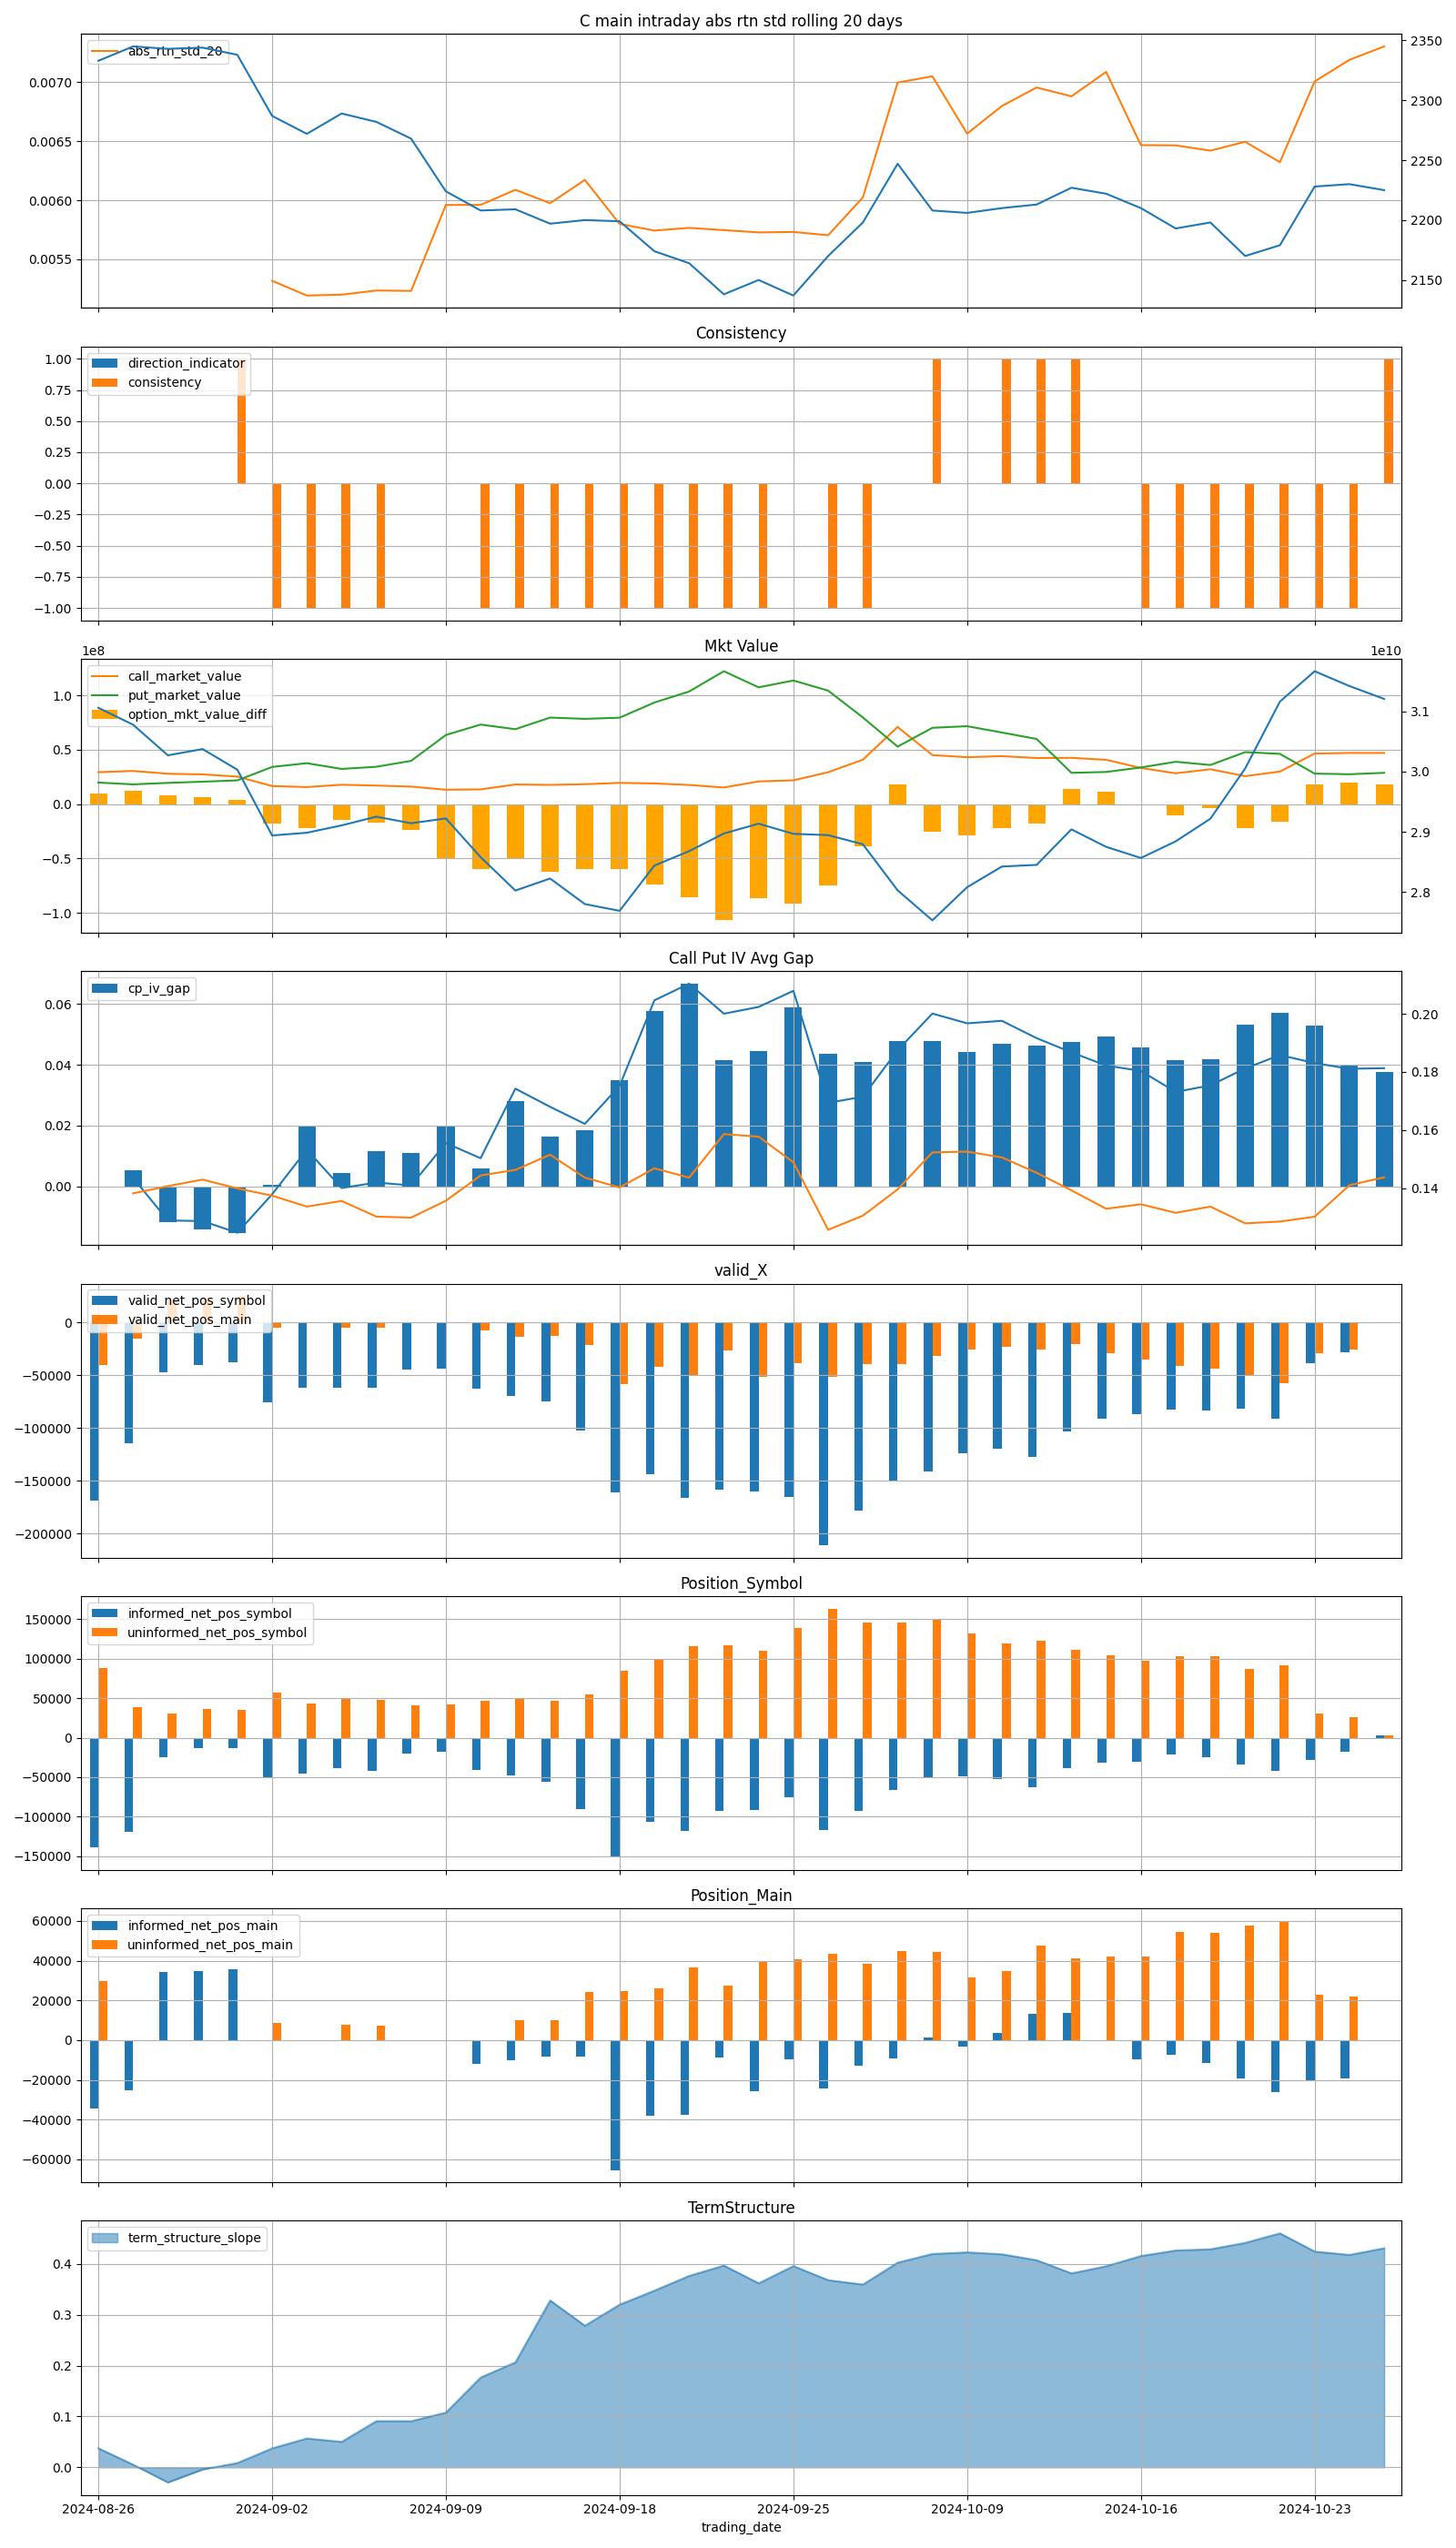 C main intraday abs rtn std rolling 20 days
abs_rtn_std_20
0.0070
0.0065
0.0060
0.0055
2350
2300
2250
2200
2150
Consistency
direction_indicator
consistency
1.00
0.75
0.50
0.25
0.00
−0.25
−0.50
−0.75
−1.00
Mkt Value
1e8
1e10
call_market_value
put_market_value
option_mkt_value_diff
1.0
0.5
0.0
−0.5
−1.0
3.1
3.0
2.9
2.8
Call Put IV Avg Gap
cp_iv_gap
0.06
0.04
0.02
0.00
0.20
0.18
0.16
0.14
valid_X
valid_net_pos_symbol
valid_net_pos_main
0
−50000
−100000
−150000
−200000
Position_Symbol
informed_net_pos_symbol
uninformed_net_pos_symbol
150000
100000
50000
0
−50000
−100000
−150000
Position_Main
informed_net_pos_main
uninformed_net_pos_main
60000
40000
20000
0
−20000
−40000
−60000
TermStructure
term_structure_slope
0.4
0.3
0.2
0.1
0.0
2024-08-26 2024-09-02 2024-09-09 2024-09-18 2024-09-25 2024-10-09 2024-10-16 2024-10-23
trading_date